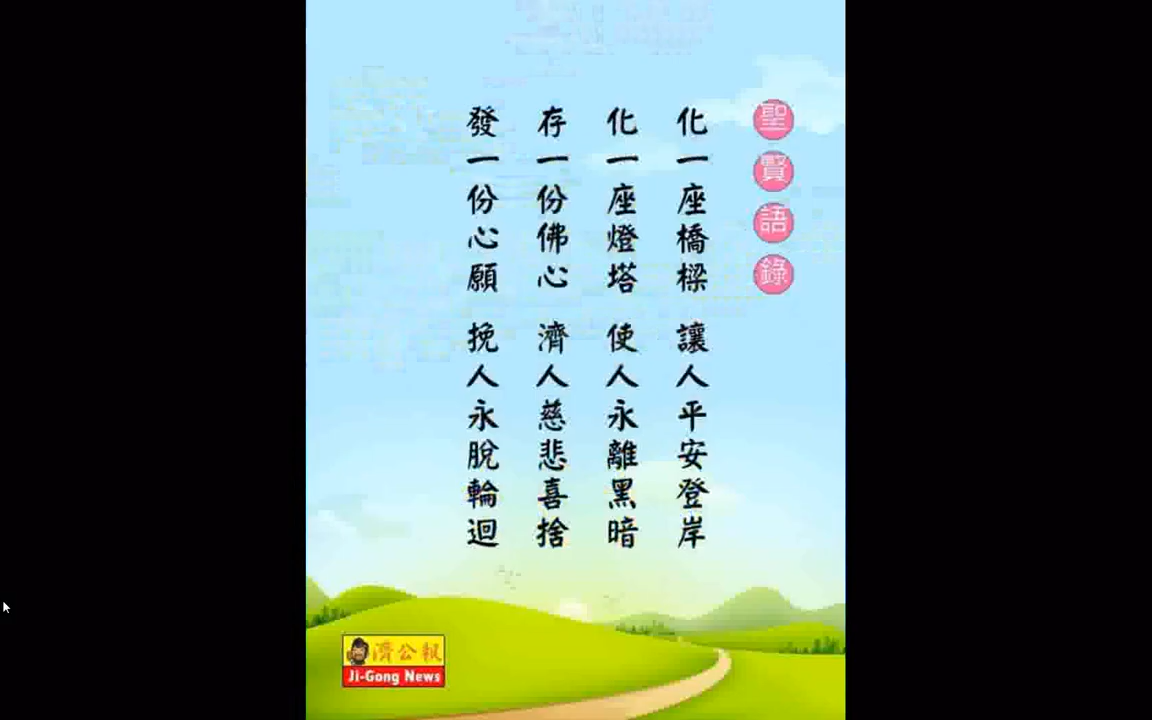 聖賢語錄
化一座橋樑 讓人平安登岸
化一座燈塔 使人永離黑暗
存一份佛心 濟人慈悲喜捨
發一份心願 挽人永脫輪迴
濟公報
Ji-Gong News